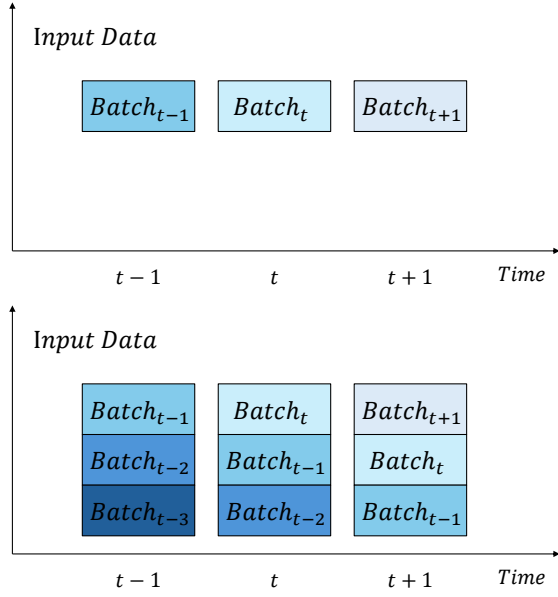 Input Data
Batch_{t−1} Batch_t Batch_{t+1}
t − 1 t t + 1 Time
Input Data
Batch_{t−1} Batch_t Batch_{t+1}
Batch_{t−2} Batch_{t−1} Batch_t
Batch_{t−3} Batch_{t−2} Batch_{t−1}
t − 1 t t + 1 Time